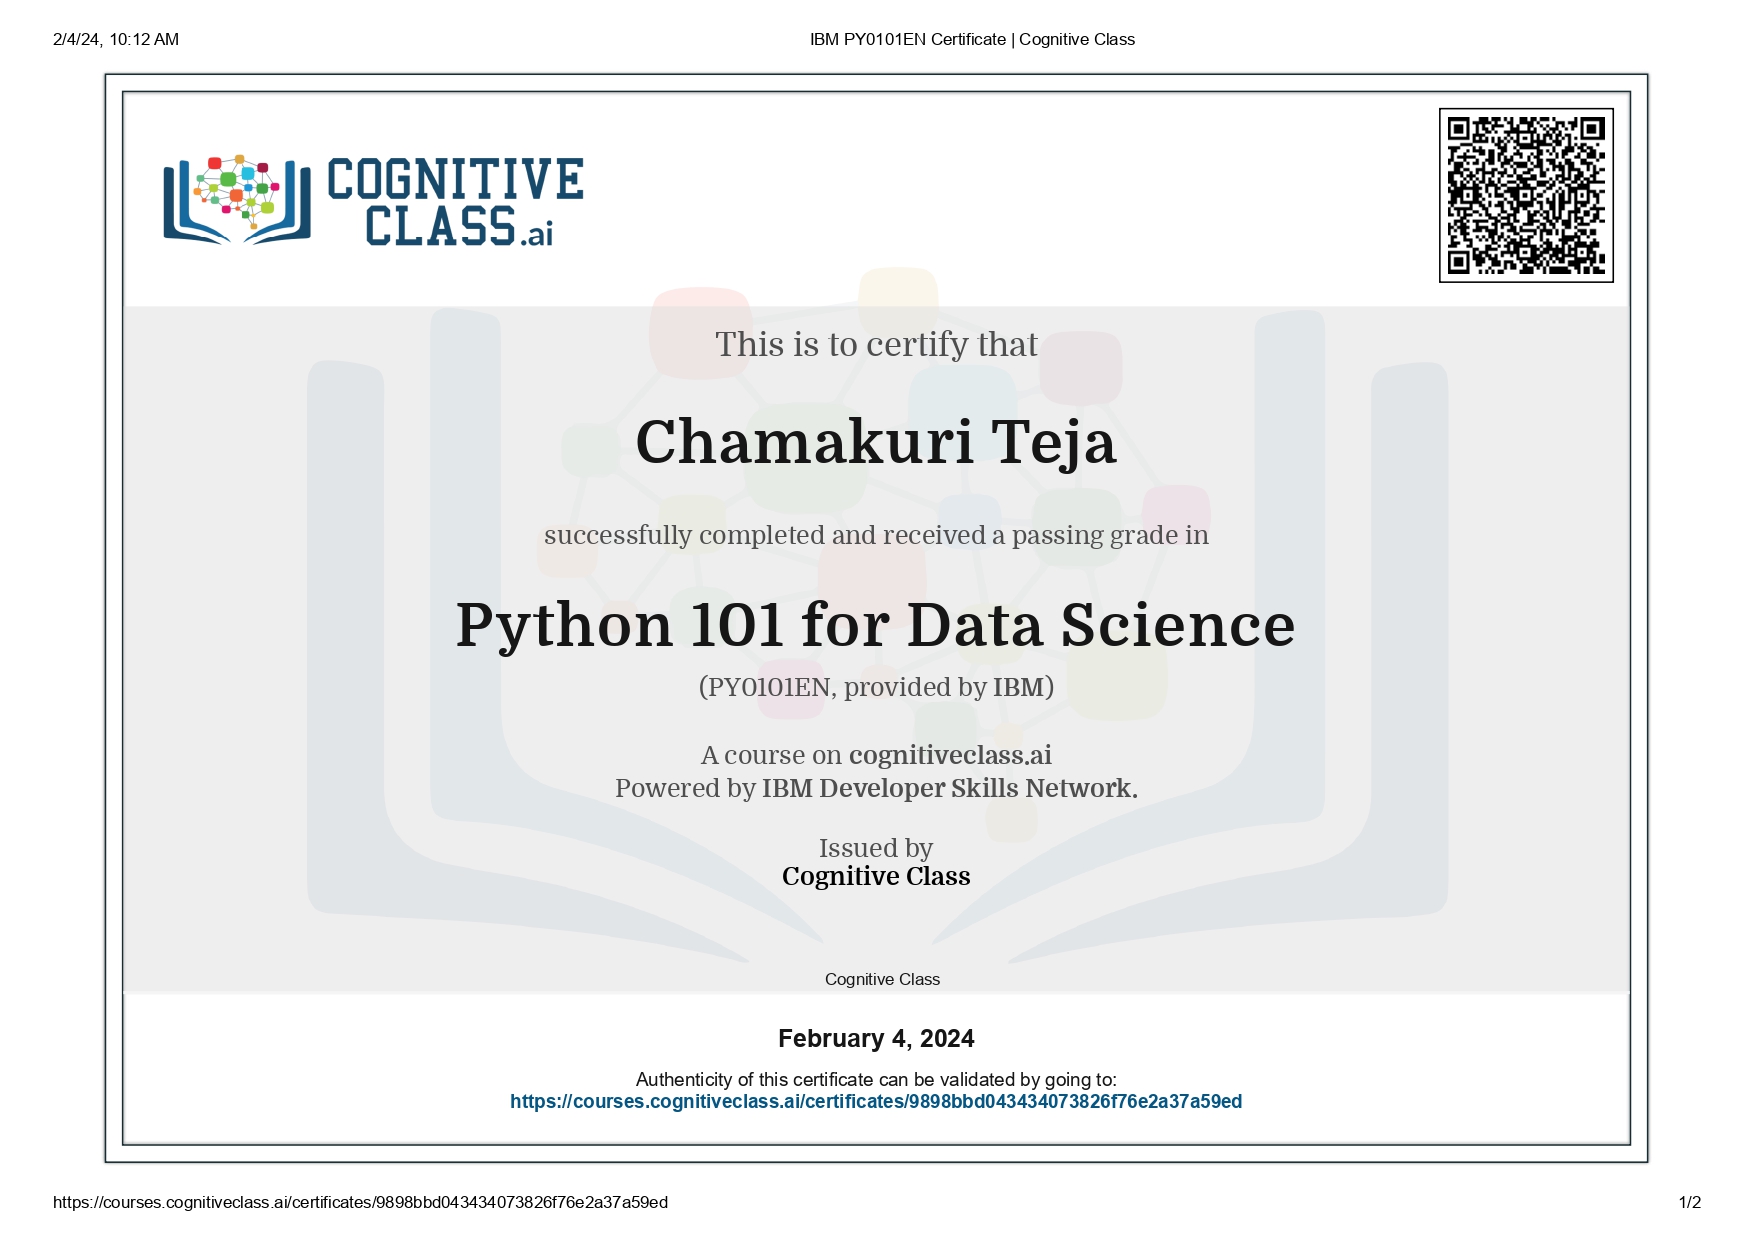 2/4/24, 10:12 AM
IBM PY0101EN Certificate | Cognitive Class
COGNITIVE
CLASS.ai
This is to certify that
Chamakuri Teja
successfully completed and received a passing grade in
Python 101 for Data Science
(PY0101EN, provided by IBM)
A course on cognitiveclass.ai
Powered by IBM Developer Skills Network.
Issued by
Cognitive Class
Cognitive Class
February 4, 2024
Authenticity of this certificate can be validated by going to:
https://courses.cognitiveclass.ai/certificates/9898bbd043434073826f76e2a37a59ed
https://courses.cognitiveclass.ai/certificates/9898bbd043434073826f76e2a37a59ed
1/2